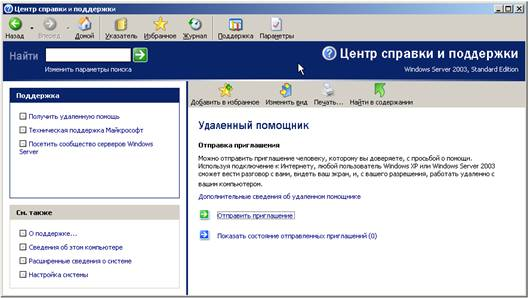 Центр справки и поддержки
Назад
Вперед
Домой
Указатель
Избранное
Журнал
Поддержка
Параметры
Найти
Изменить параметры поиска
Центр справки и поддержки
Windows Server 2003, Standard Edition
Поддержка
Получить удаленную помощь
Техническая поддержка Майкрософт
Посетить сообщество серверов Windows
Server
См. также
О поддержке...
Сведения об этом компьютере
Расширенные сведения о системе
Настройка системы
Добавить в избранное
Изменить вид
Печать...
Найти в содержании
Удаленный помощник
Отправка приглашения
Можно отправить приглашение человеку, которому вы доверяете, с просьбой о помощи.
Используя подключение к Интернету, любой пользователь Windows XP или Windows Server 2003
сможет вести разговор с вами, видеть ваш экран, и, с вашего разрешения, работать удаленно с
вашим компьютером.
Дополнительные сведения об удаленном помощнике
Отправить приглашение
Показать состояние отправленных приглашений (0)